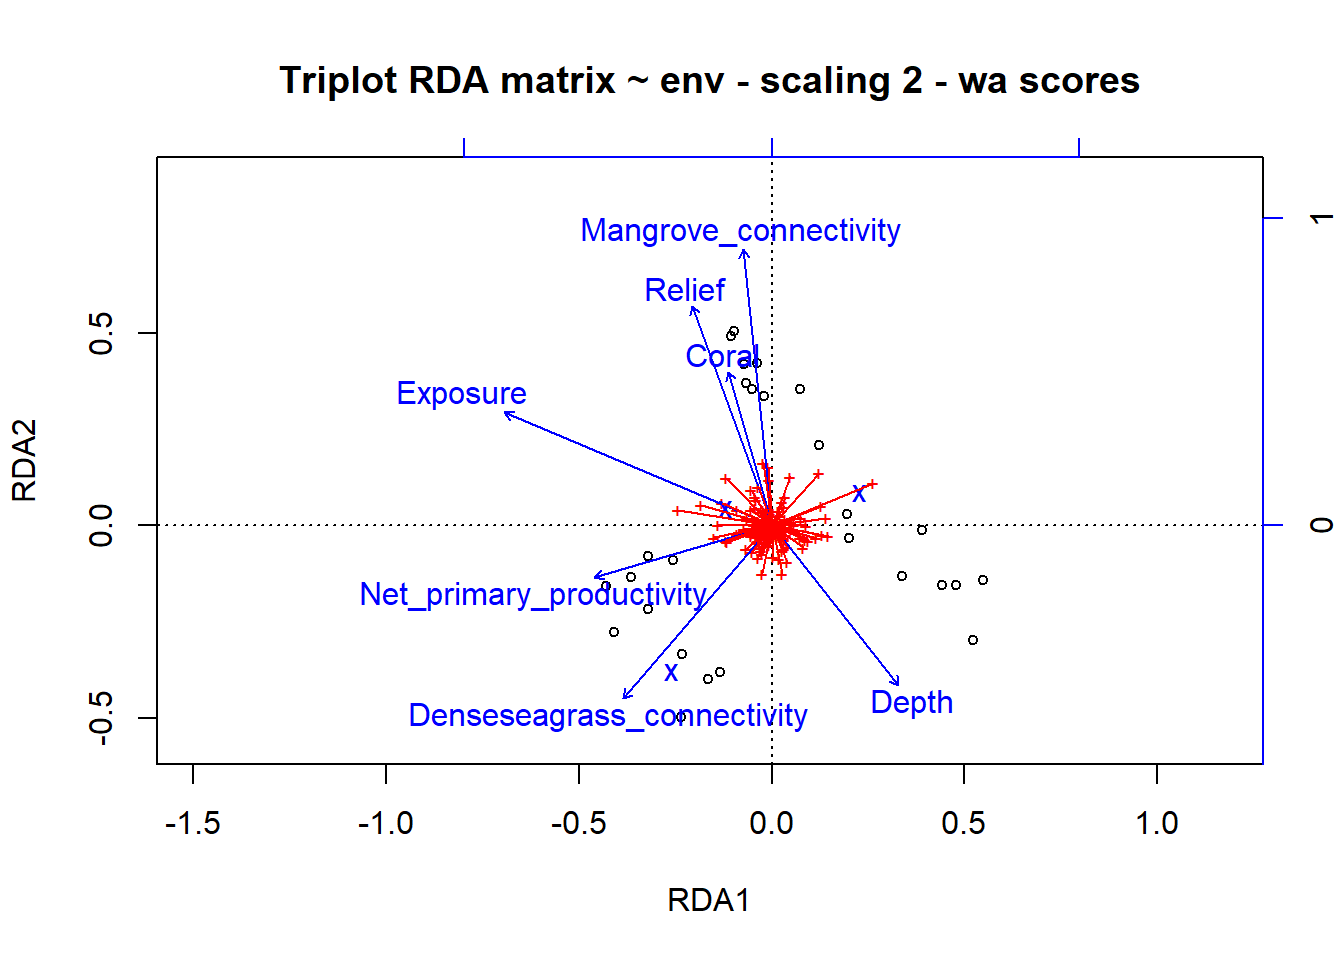 Triplot RDA matrix ~ env - scaling 2 - wa scores
Mangrove_connectivity
Relief
Coral
Exposure
x
x
Net_primary_productivity
x
Denseseagrass_connectivity
Depth
RDA2
0.5
0.0
-0.5
1
0
-1.5 -1.0 -0.5 0.0 0.5 1.0
RDA1